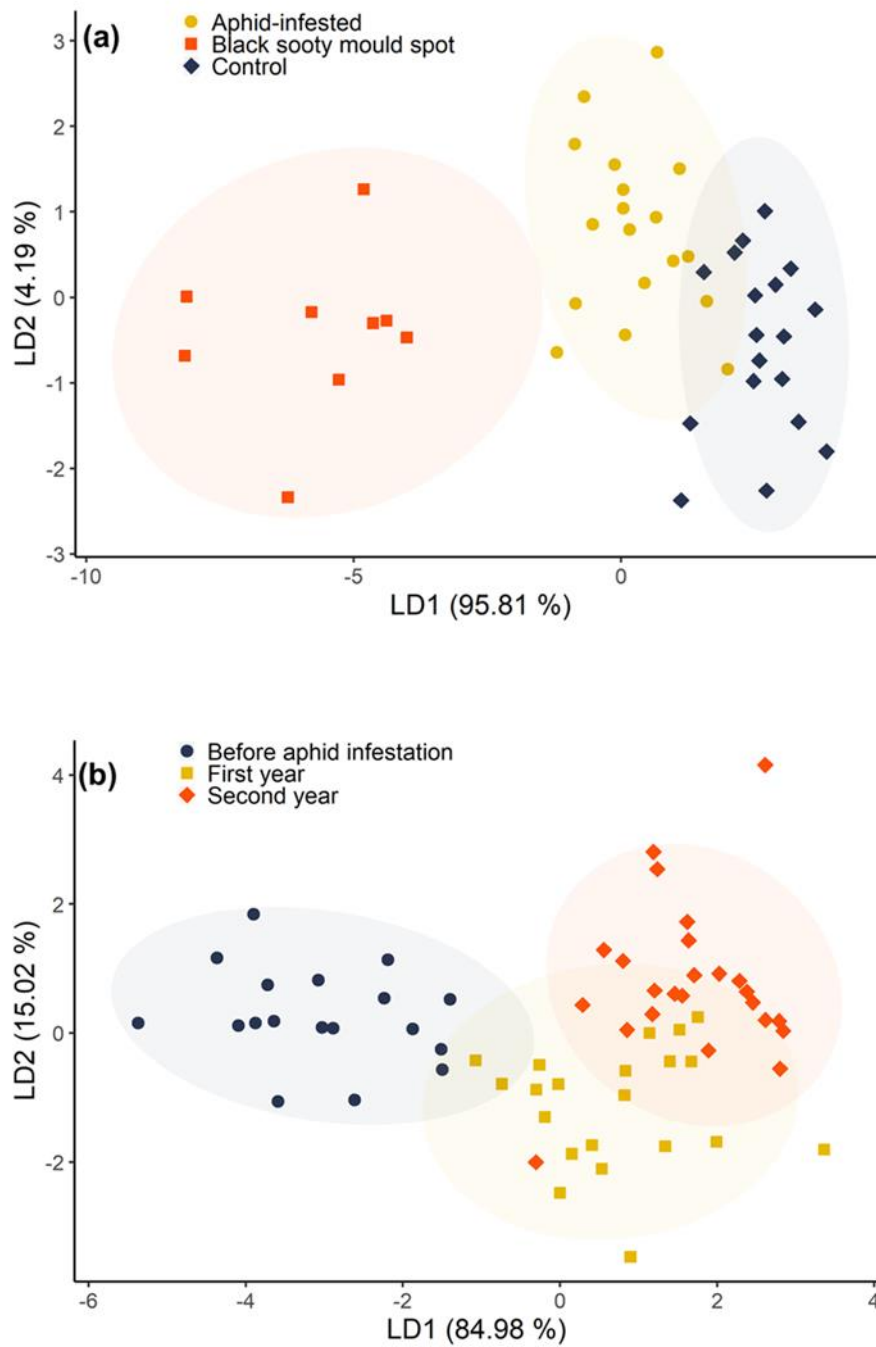 (a)
Aphid-infested
Black sooty mould spot
Control
3
2
1
0
-1
-2
-3
LD2 (4.19 %)
-10
-5
0
LD1 (95.81 %)
(b)
Before aphid infestation
First year
Second year
4
2
0
-2
LD2 (15.02 %)
-6
-4
-2
0
2
4
LD1 (84.98 %)